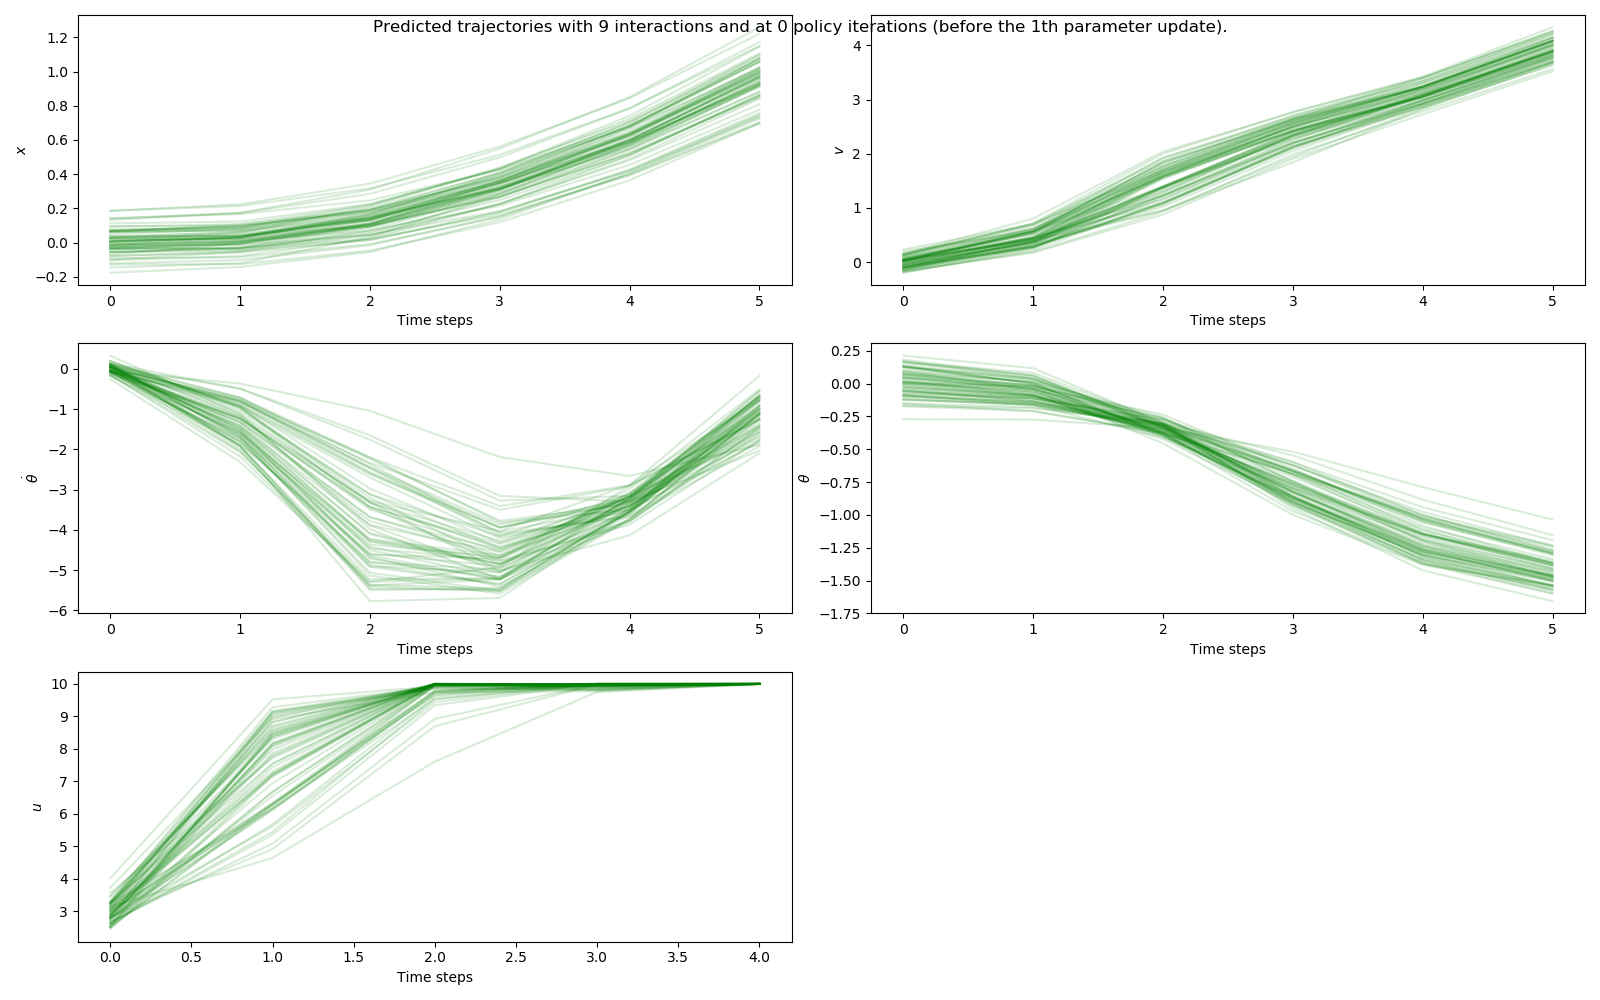 Predicted trajectories with 9 interactions and at 0 policy iterations (before the 1th parameter update).
1.2
1.0
0.8
0.6
0.4
0.2
0.0
−0.2
x
0 1 2 3 4 5
Time steps
4
3
2
1
0
v
0 1 2 3 4 5
Time steps
0
−1
−2
−3
−4
−5
−6
θ̇
0 1 2 3 4 5
Time steps
0.25
0.00
−0.25
−0.50
−0.75
−1.00
−1.25
−1.50
−1.75
θ
0 1 2 3 4 5
Time steps
10
9
8
7
6
5
4
3
u
0.0 0.5 1.0 1.5 2.0 2.5 3.0 3.5 4.0
Time steps